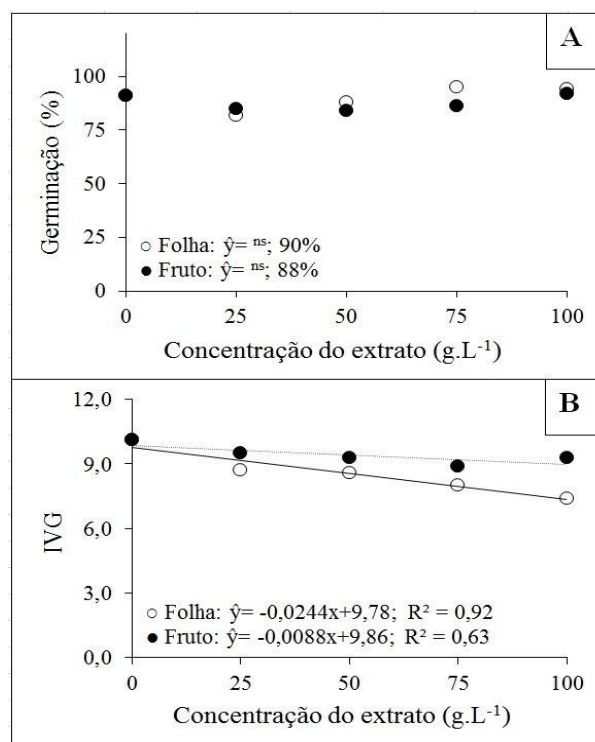 A
Germinação (%)
100
75
50
25
0
○ Folha: ŷ= ⁿˢ; 90%
● Fruto: ŷ= ⁿˢ; 88%
0 25 50 75 100
Concentração do extrato (g.L⁻¹)
B
IVG
12,0
9,0
6,0
3,0
0,0
○ Folha: ŷ= -0,0244x+9,78; R² = 0,92
● Fruto: ŷ= -0,0088x+9,86; R² = 0,63
0 25 50 75 100
Concentração do extrato (g.L⁻¹)